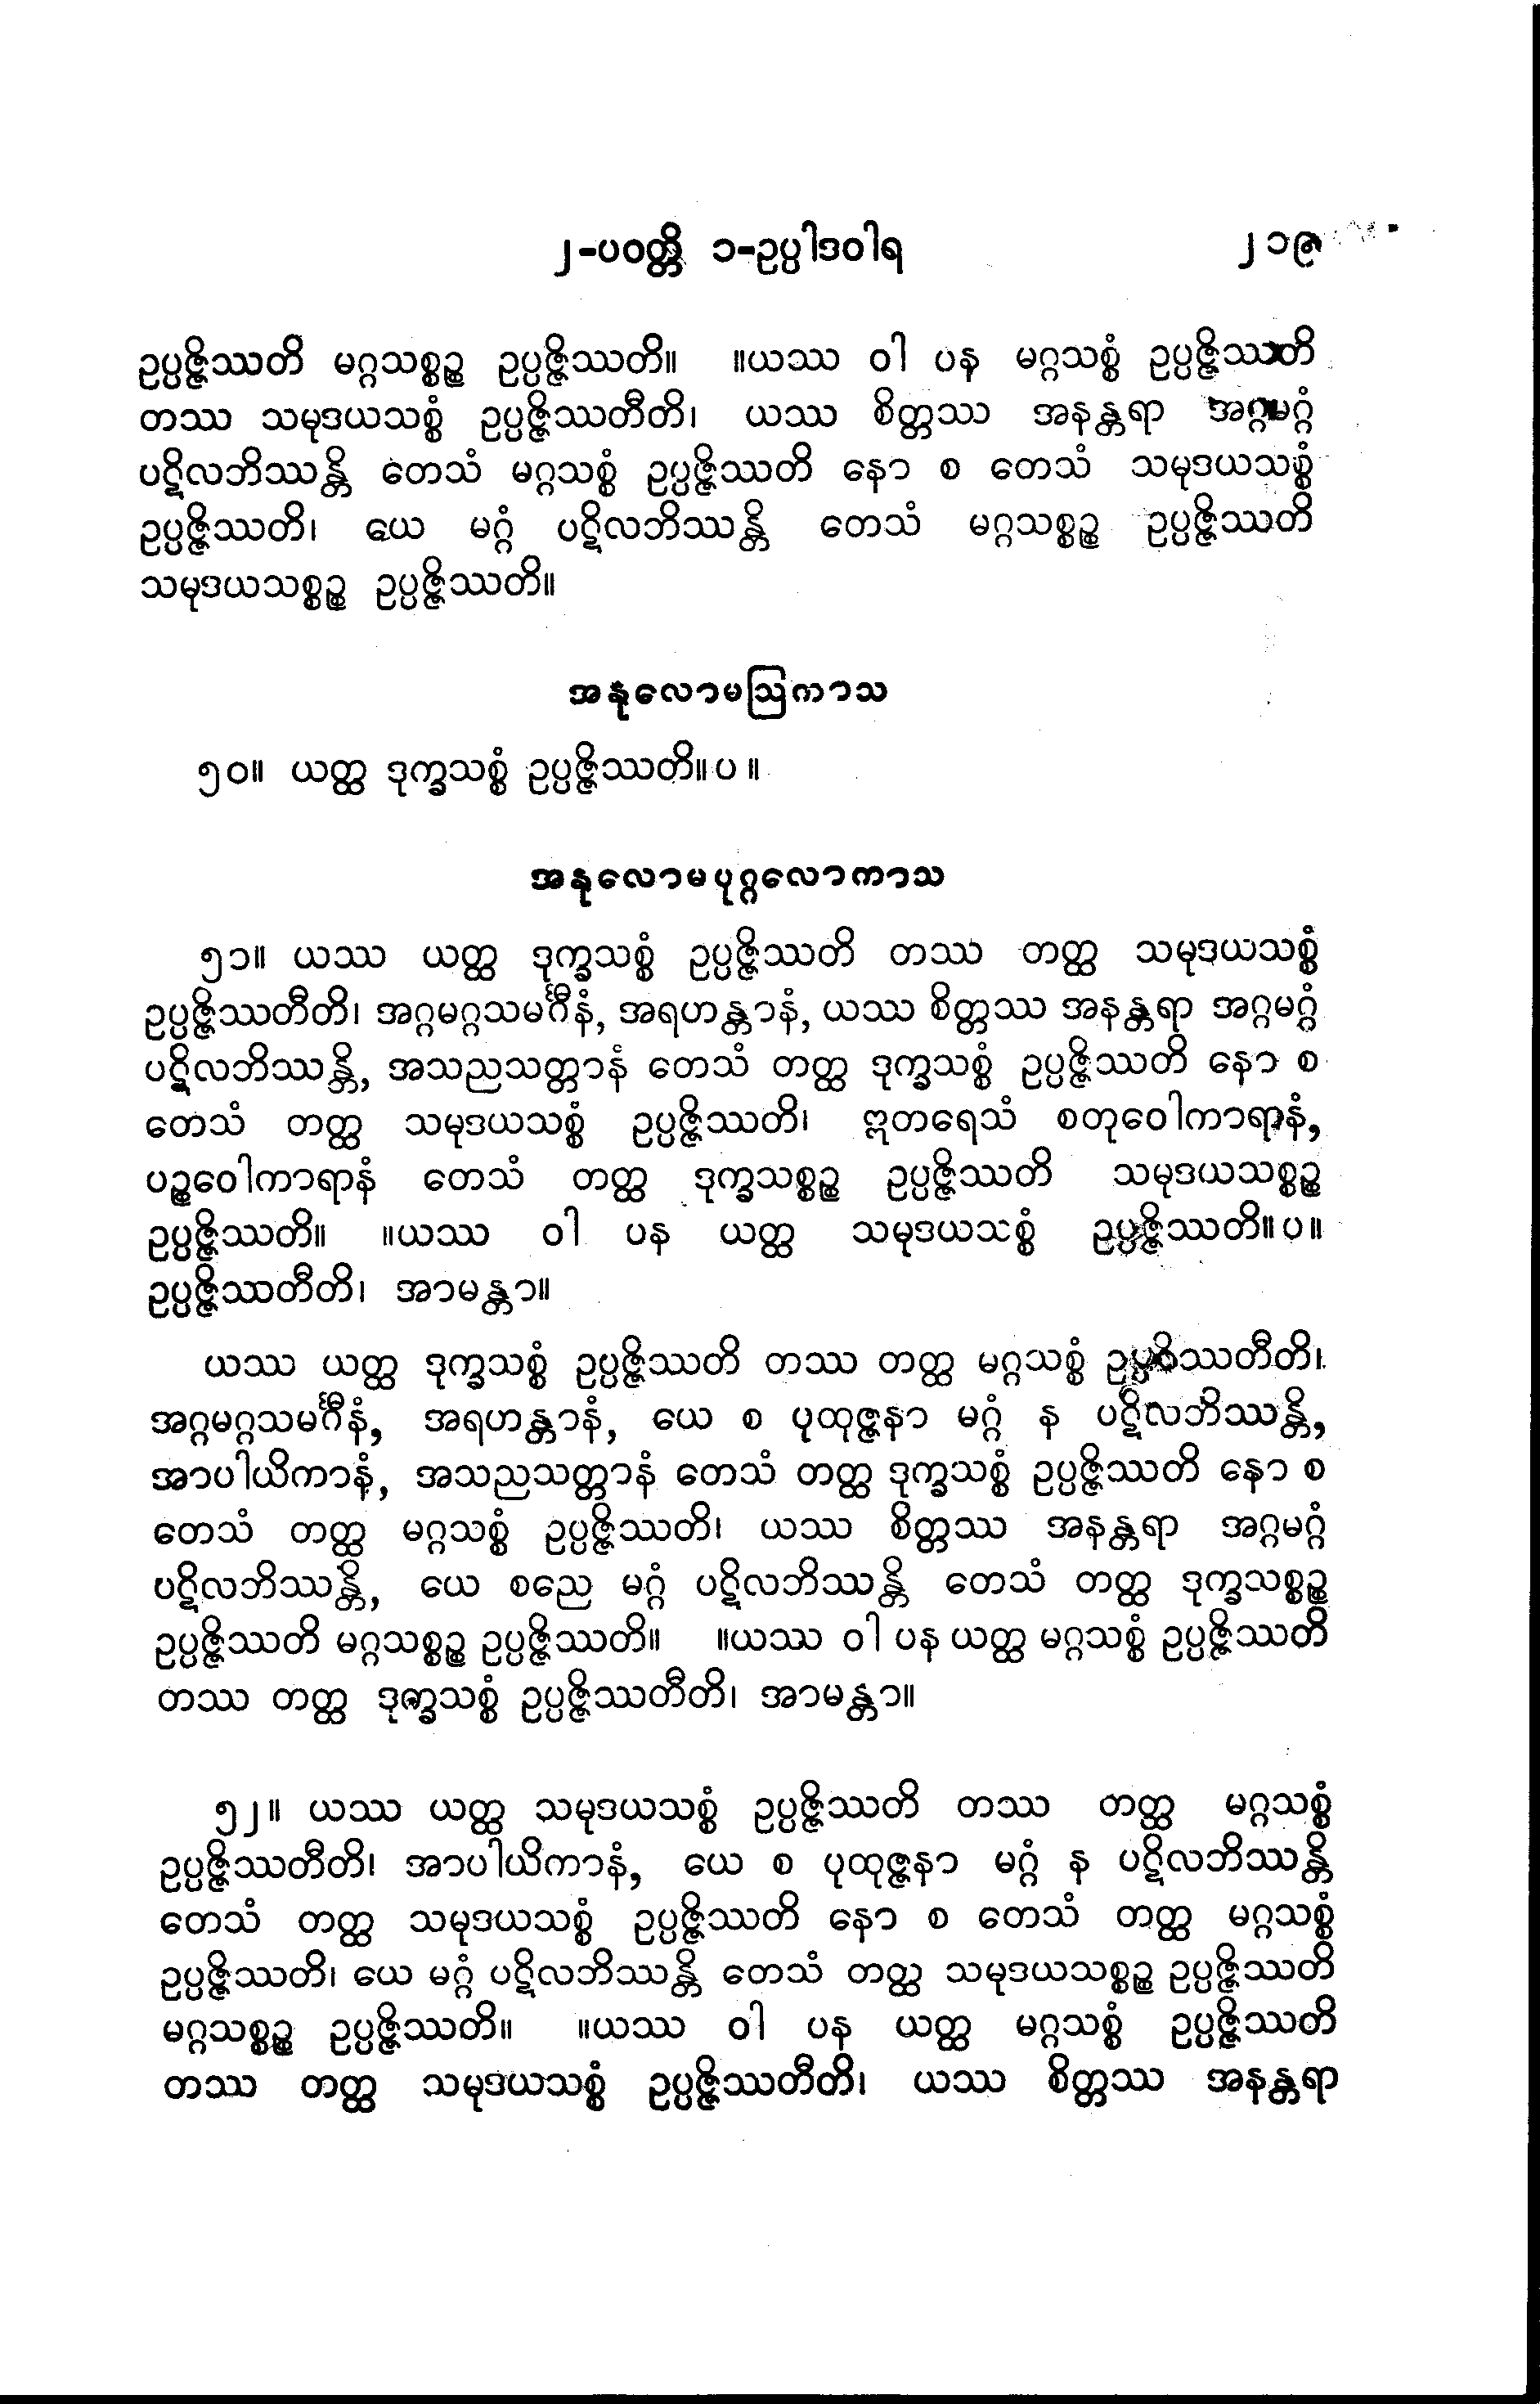 ၂-ပဝတ္တိ ၁-ဥပ္ပါဒဝါရ ၂၁၉
ဥပ္ပဇ္ဇိဿတိ မဂ္ဂသစ္စဉ္စ ဥပ္ပဇ္ဇိဿတိ။ ။ယဿ ဝါ ပန မဂ္ဂသစ္စံ ဥပ္ပဇ္ဇိဿတိ
တဿ သမုဒယသစ္စံ ဥပ္ပဇ္ဇိဿတီတိ၊ ယဿ စိတ္တဿ အနန္တရာ အဂ္ဂမဂ္ဂံ
ပဋိလဘိဿန္တိ တေသံ မဂ္ဂသစ္စံ ဥပ္ပဇ္ဇိဿတိ နော စ တေသံ သမုဒယသစ္စံ
ဥပ္ပဇ္ဇိဿတိ၊ ယေ မဂ္ဂံ ပဋိလဘိဿန္တိ တေသံ မဂ္ဂသစ္စဉ္စ ဥပ္ပဇ္ဇိဿတိ
သမုဒယသစ္စဉ္စ ဥပ္ပဇ္ဇိဿတိ။
အနုလောမဩကာသ
၅၀။ ယတ္ထ ဒုက္ခသစ္စံ ဥပ္ပဇ္ဇိဿတိ။ပ။
အနုလောမပုဂ္ဂလောကာသ
၅၁။ ယဿ ယတ္ထ ဒုက္ခသစ္စံ ဥပ္ပဇ္ဇိဿတိ တဿ တတ္ထ သမုဒယသစ္စံ
ဥပ္ပဇ္ဇိဿတီတိ၊ အဂ္ဂမဂ္ဂသမင်္ဂီနံ, အရဟန္တာနံ, ယဿ စိတ္တဿ အနန္တရာ အဂ္ဂမဂ္ဂံ
ပဋိလဘိဿန္တိ, အသညသတ္တာနံ တေသံ တတ္ထ ဒုက္ခသစ္စံ ဥပ္ပဇ္ဇိဿတိ နော စ
တေသံ တတ္ထ သမုဒယသစ္စံ ဥပ္ပဇ္ဇိဿတိ၊ ဣတရေသံ စတုဝေါကာရာနံ,
ပဉ္စဝေါကာရာနံ တေသံ တတ္ထ ဒုက္ခသစ္စဉ္စ ဥပ္ပဇ္ဇိဿတိ သမုဒယသစ္စဉ္စ
ဥပ္ပဇ္ဇိဿတိ။ ။ယဿ ဝါ ပန ယတ္ထ သမုဒယသစ္စံ ဥပ္ပဇ္ဇိဿတိ။ပ။
ဥပ္ပဇ္ဇိဿတီတိ၊ အာမန္တာ။
ယဿ ယတ္ထ ဒုက္ခသစ္စံ ဥပ္ပဇ္ဇိဿတိ တဿ တတ္ထ မဂ္ဂသစ္စံ ဥပ္ပဇ္ဇိဿတီတိ၊
အဂ္ဂမဂ္ဂသမင်္ဂီနံ, အရဟန္တာနံ, ယေ စ ပုထုဇ္ဇနာ မဂ္ဂံ န ပဋိလဘိဿန္တိ,
အာပါယိကာနံ, အသညသတ္တာနံ တေသံ တတ္ထ ဒုက္ခသစ္စံ ဥပ္ပဇ္ဇိဿတိ နော စ
တေသံ တတ္ထ မဂ္ဂသစ္စံ ဥပ္ပဇ္ဇိဿတိ၊ ယဿ စိတ္တဿ အနန္တရာ အဂ္ဂမဂ္ဂံ
ပဋိလဘိဿန္တိ, ယေ စညေ မဂ္ဂံ ပဋိလဘိဿန္တိ တေသံ တတ္ထ ဒုက္ခသစ္စဉ္စ
ဥပ္ပဇ္ဇိဿတိ မဂ္ဂသစ္စဉ္စ ဥပ္ပဇ္ဇိဿတိ။ ။ယဿ ဝါ ပန ယတ္ထ မဂ္ဂသစ္စံ ဥပ္ပဇ္ဇိဿတိ
တဿ တတ္ထ ဒုက္ခသစ္စံ ဥပ္ပဇ္ဇိဿတီတိ၊ အာမန္တာ။
၅၂။ ယဿ ယတ္ထ သမုဒယသစ္စံ ဥပ္ပဇ္ဇိဿတိ တဿ တတ္ထ မဂ္ဂသစ္စံ
ဥပ္ပဇ္ဇိဿတီတိ၊ အာပါယိကာနံ, ယေ စ ပုထုဇ္ဇနာ မဂ္ဂံ န ပဋိလဘိဿန္တိ
တေသံ တတ္ထ သမုဒယသစ္စံ ဥပ္ပဇ္ဇိဿတိ နော စ တေသံ တတ္ထ မဂ္ဂသစ္စံ
ဥပ္ပဇ္ဇိဿတိ၊ ယေ မဂ္ဂံ ပဋိလဘိဿန္တိ တေသံ တတ္ထ သမုဒယသစ္စဉ္စ ဥပ္ပဇ္ဇိဿတိ
မဂ္ဂသစ္စဉ္စ ဥပ္ပဇ္ဇိဿတိ။ ။ယဿ ဝါ ပန ယတ္ထ မဂ္ဂသစ္စံ ဥပ္ပဇ္ဇိဿတိ
တဿ တတ္ထ သမုဒယသစ္စံ ဥပ္ပဇ္ဇိဿတီတိ၊ ယဿ စိတ္တဿ အနန္တရာ